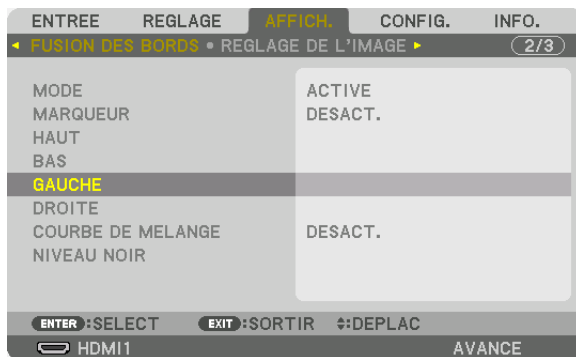 ENTREE REGLAGE AFFICH. CONFIG. INFO.
FUSION DES BORDS • REGLAGE DE L'IMAGE 2/3
MODE ACTIVE
MARQUEUR DESACT.
HAUT
BAS
GAUCHE
DROITE
COURBE DE MELANGE DESACT.
NIVEAU NOIR
ENTER :SELECT EXIT :SORTIR :DEPLAC
HDMI1 AVANCE